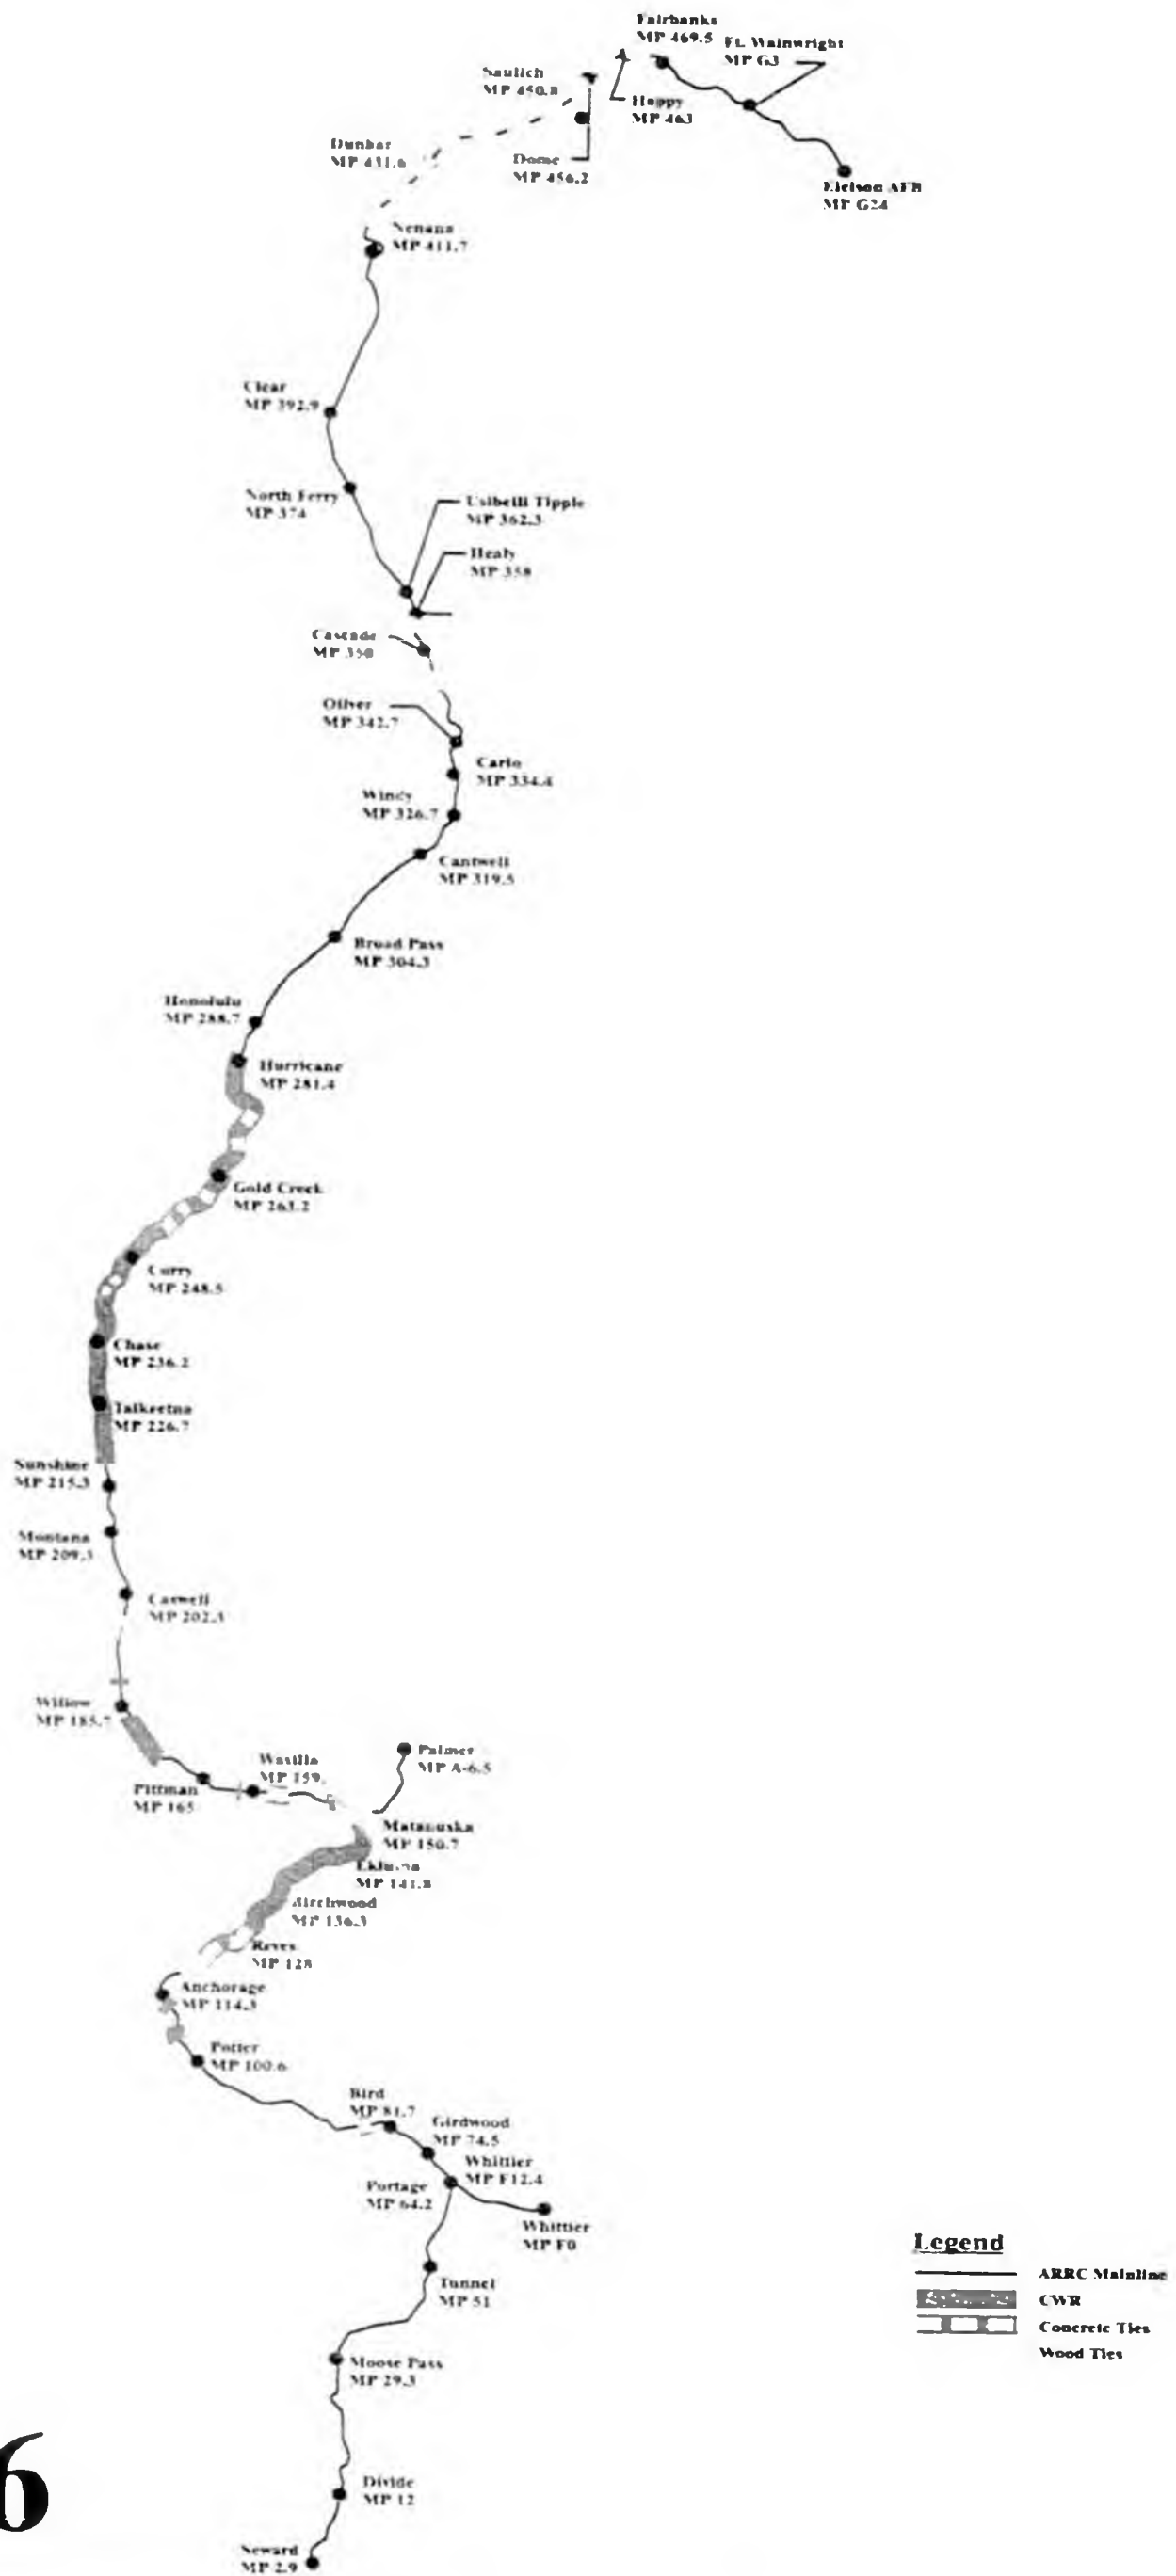 Fairbanks
MP 469.5
Ft. Wainwright
MP G3
Saulich
MP 450.8
Happy
MP 463
Dunbar
MP 431.6
Dome
MP 456.2
Eielson AFB
MP G24
Nenana
MP 411.7
Clear
MP 392.9
North Ferry
MP 374
Usibelli Tipple
MP 362.3
Healy
MP 358
Cascade
MP 350
Oliver
MP 342.7
Carlo
MP 334.4
Windy
MP 326.7
Cantwell
MP 319.5
Broad Pass
MP 304.3
Honolulu
MP 288.7
Hurricane
MP 281.4
Gold Creek
MP 263.2
Curry
MP 248.5
Chase
MP 236.2
Talkeetna
MP 226.7
Sunshine
MP 215.3
Montana
MP 209.3
Caswell
MP 202.3
Willow
MP 185.7
Palmer
MP A-6.5
Wasilla
MP 159.
Pittman
MP 165
Matanuska
MP 150.7
Eklutna
MP 141.8
Birchwood
MP 136.3
Reeves
MP 128
Anchorage
MP 114.3
Potter
MP 100.6
Bird
MP 81.7
Girdwood
MP 74.5
Whittier
MP F12.4
Portage
MP 64.2
Whittier
MP F0
Tunnel
MP 51
Moose Pass
MP 29.3
Divide
MP 12
Seward
MP 2.9
Legend
ARRC Mainline
CWR
Concrete Ties
Wood Ties
6